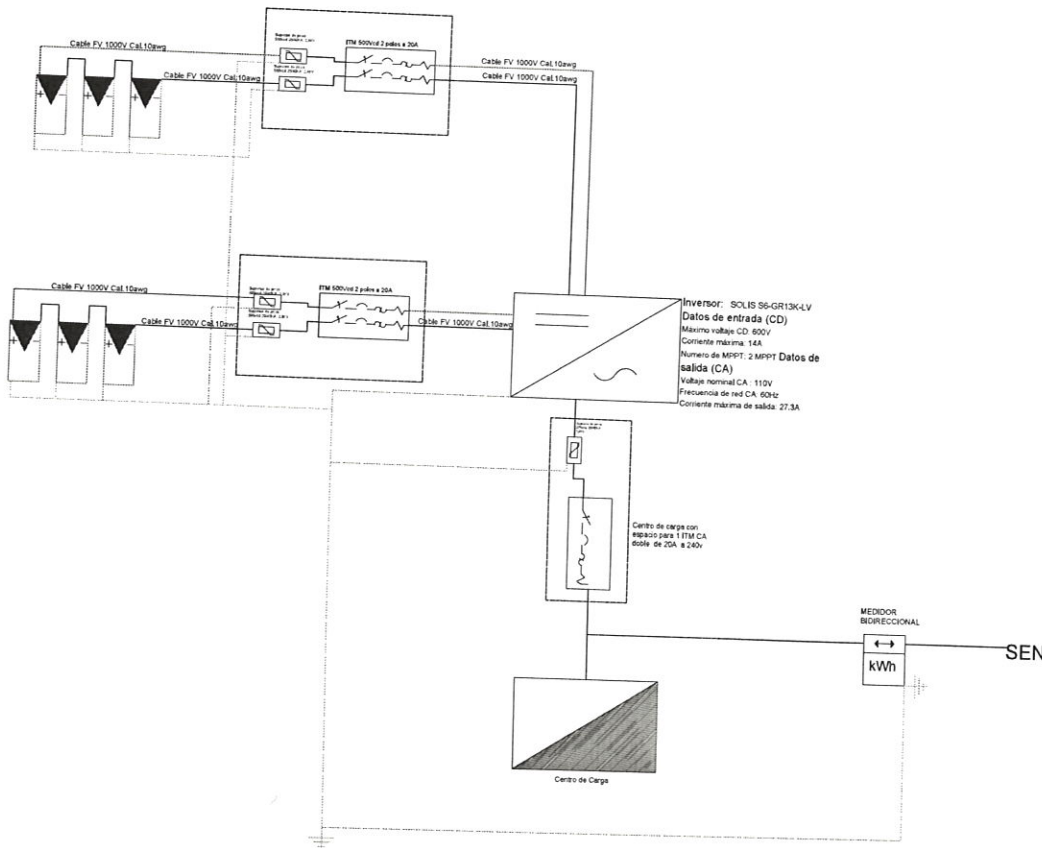 Cable FV 1000V Cal.10awg
ITM 500Vcd 2 polos a 20A
Cable FV 1000V Cal.10awg
Cable FV 1000V Cal.10awg
Cable FV 1000V Cal.10awg
+ - + - + -
Cable FV 1000V Cal.10awg
ITM 500Vcd 2 polos a 20A
Cable FV 1000V Cal.10awg
Cable FV 1000V Cal.10awg
+ - + - + -
Inversor: SOLIS S6-GR13K-LV
Datos de entrada (CD)
Máximo voltaje CD: 600V
Corriente máxima: 14A
Numero de MPPT: 2 MPPT Datos de
salida (CA)
Voltaje nominal CA : 110V
Frecuencia de red CA: 60Hz
Corriente máxima de salida: 27.3A
Centro de carga con
espacio para 1 ITM CA
doble de 20A a 240v
MEDIDOR
BIDIRECCIONAL
kWh
SEN
Centro de Carga